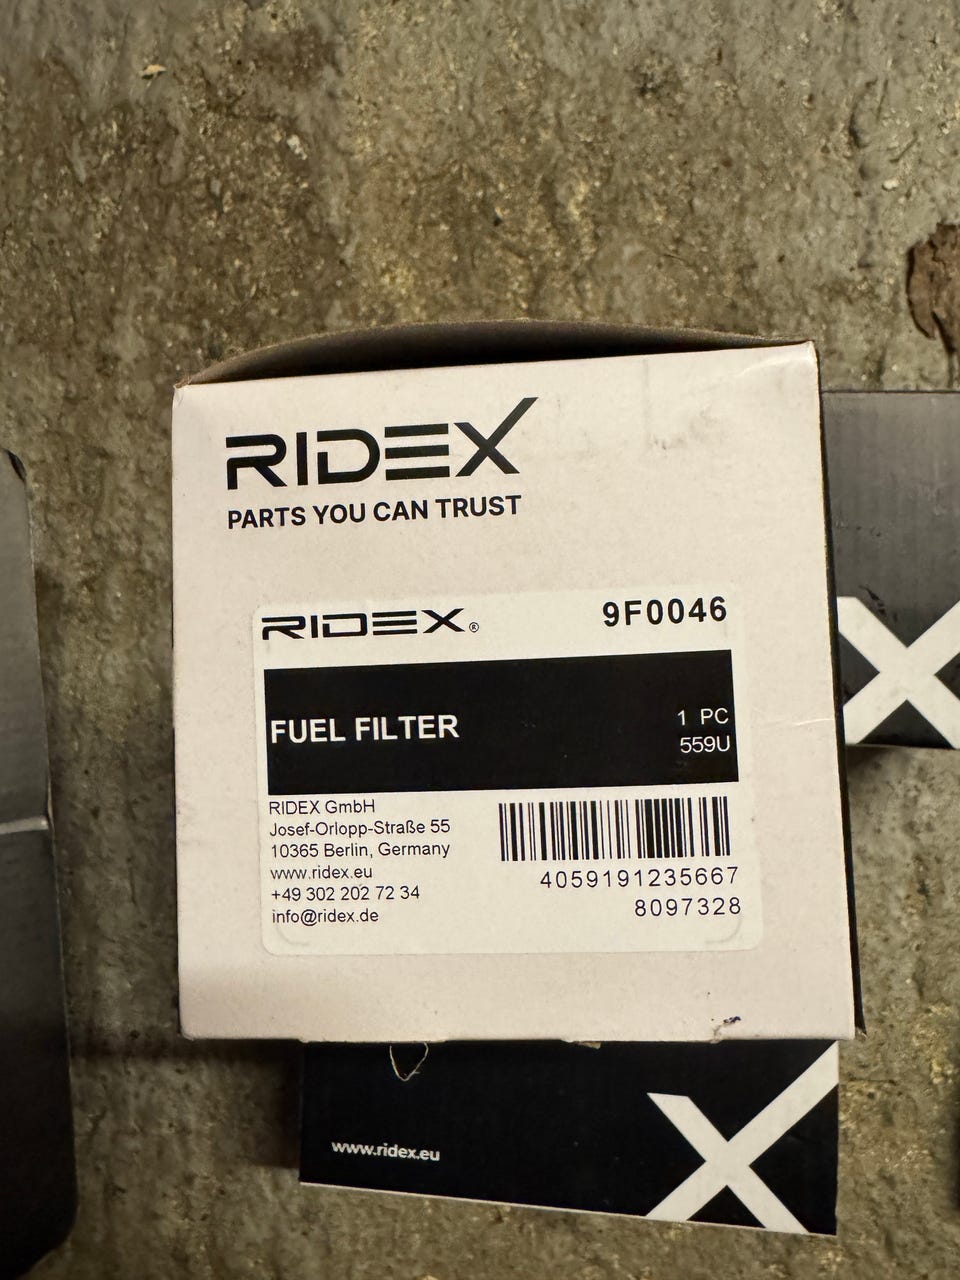 RIDEX
PARTS YOU CAN TRUST
RIDEX® 9F0046
FUEL FILTER
1 PC
559U
RIDEX GmbH
Josef-Orlopp-Straße 55
10365 Berlin, Germany
www.ridex.eu
+49 302 202 72 34
info@ridex.de
4059191235667
8097328
www.ridex.eu